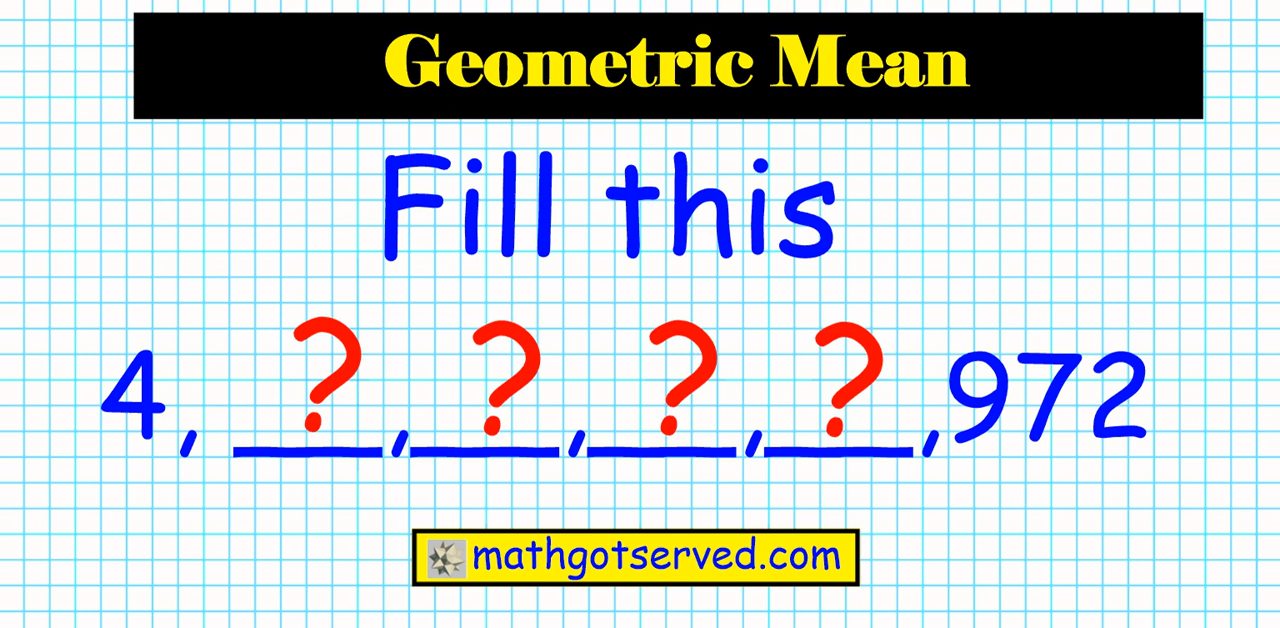 Geometric Mean
Fill this
4, ?, ?, ?, ?, 972
mathgotserved.com